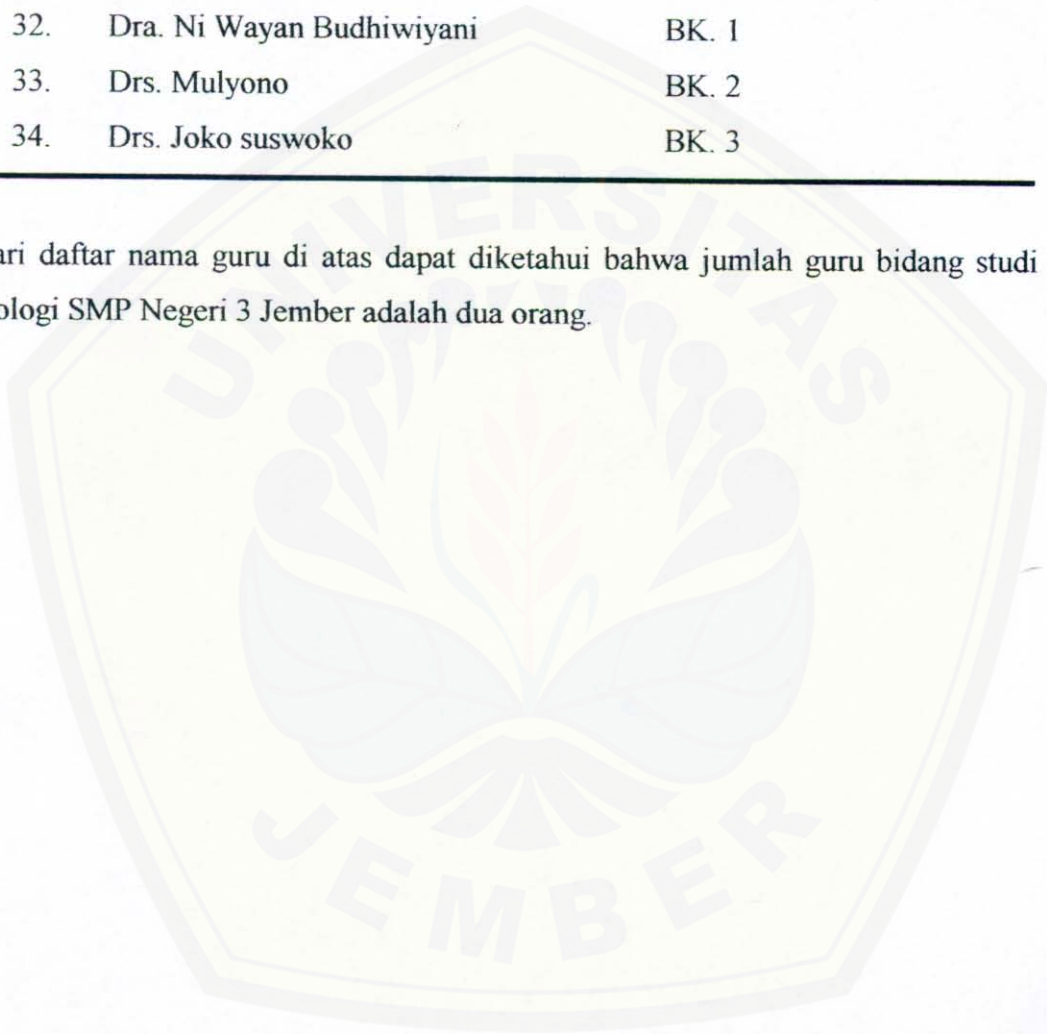 32. Dra. Ni Wayan Budhiwiyani BK. 1
33. Drs. Mulyono BK. 2
34. Drs. Joko suswoko BK. 3
ari daftar nama guru di atas dapat diketahui bahwa jumlah guru bidang studi
ologi SMP Negeri 3 Jember adalah dua orang.
UNIVERSITAS
JEMBER